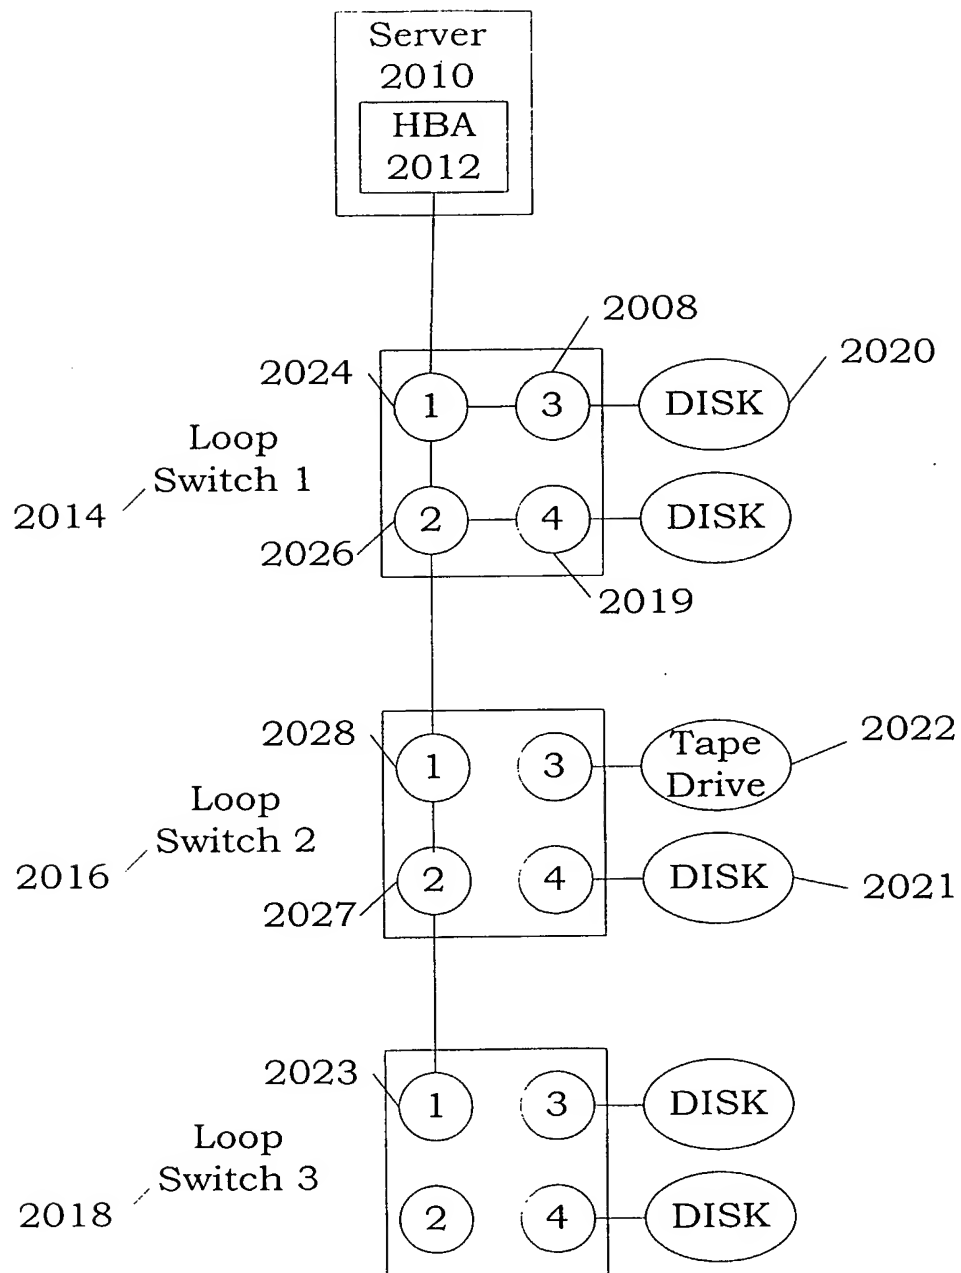 Server
2010
HBA
2012
2008
2024
1
3
DISK
2020
Loop
Switch 1
2014
2026
2
4
DISK
2019
2028
1
3
Tape
Drive
2022
Loop
Switch 2
2016
2027
2
4
DISK
2021
2023
1
3
DISK
Loop
Switch 3
2018
2
4
DISK